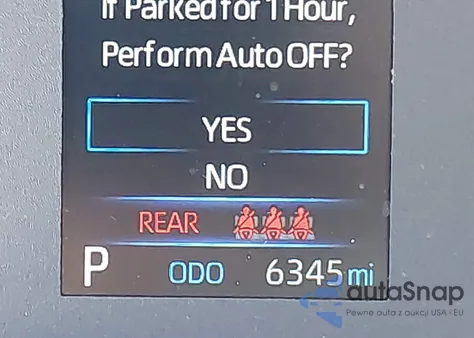 If Parked for 1 Hour,
Perform Auto OFF?
YES
NO
REAR
P ODO 6345 mi
autoSnap
Pewne auta z aukcji USA i EU